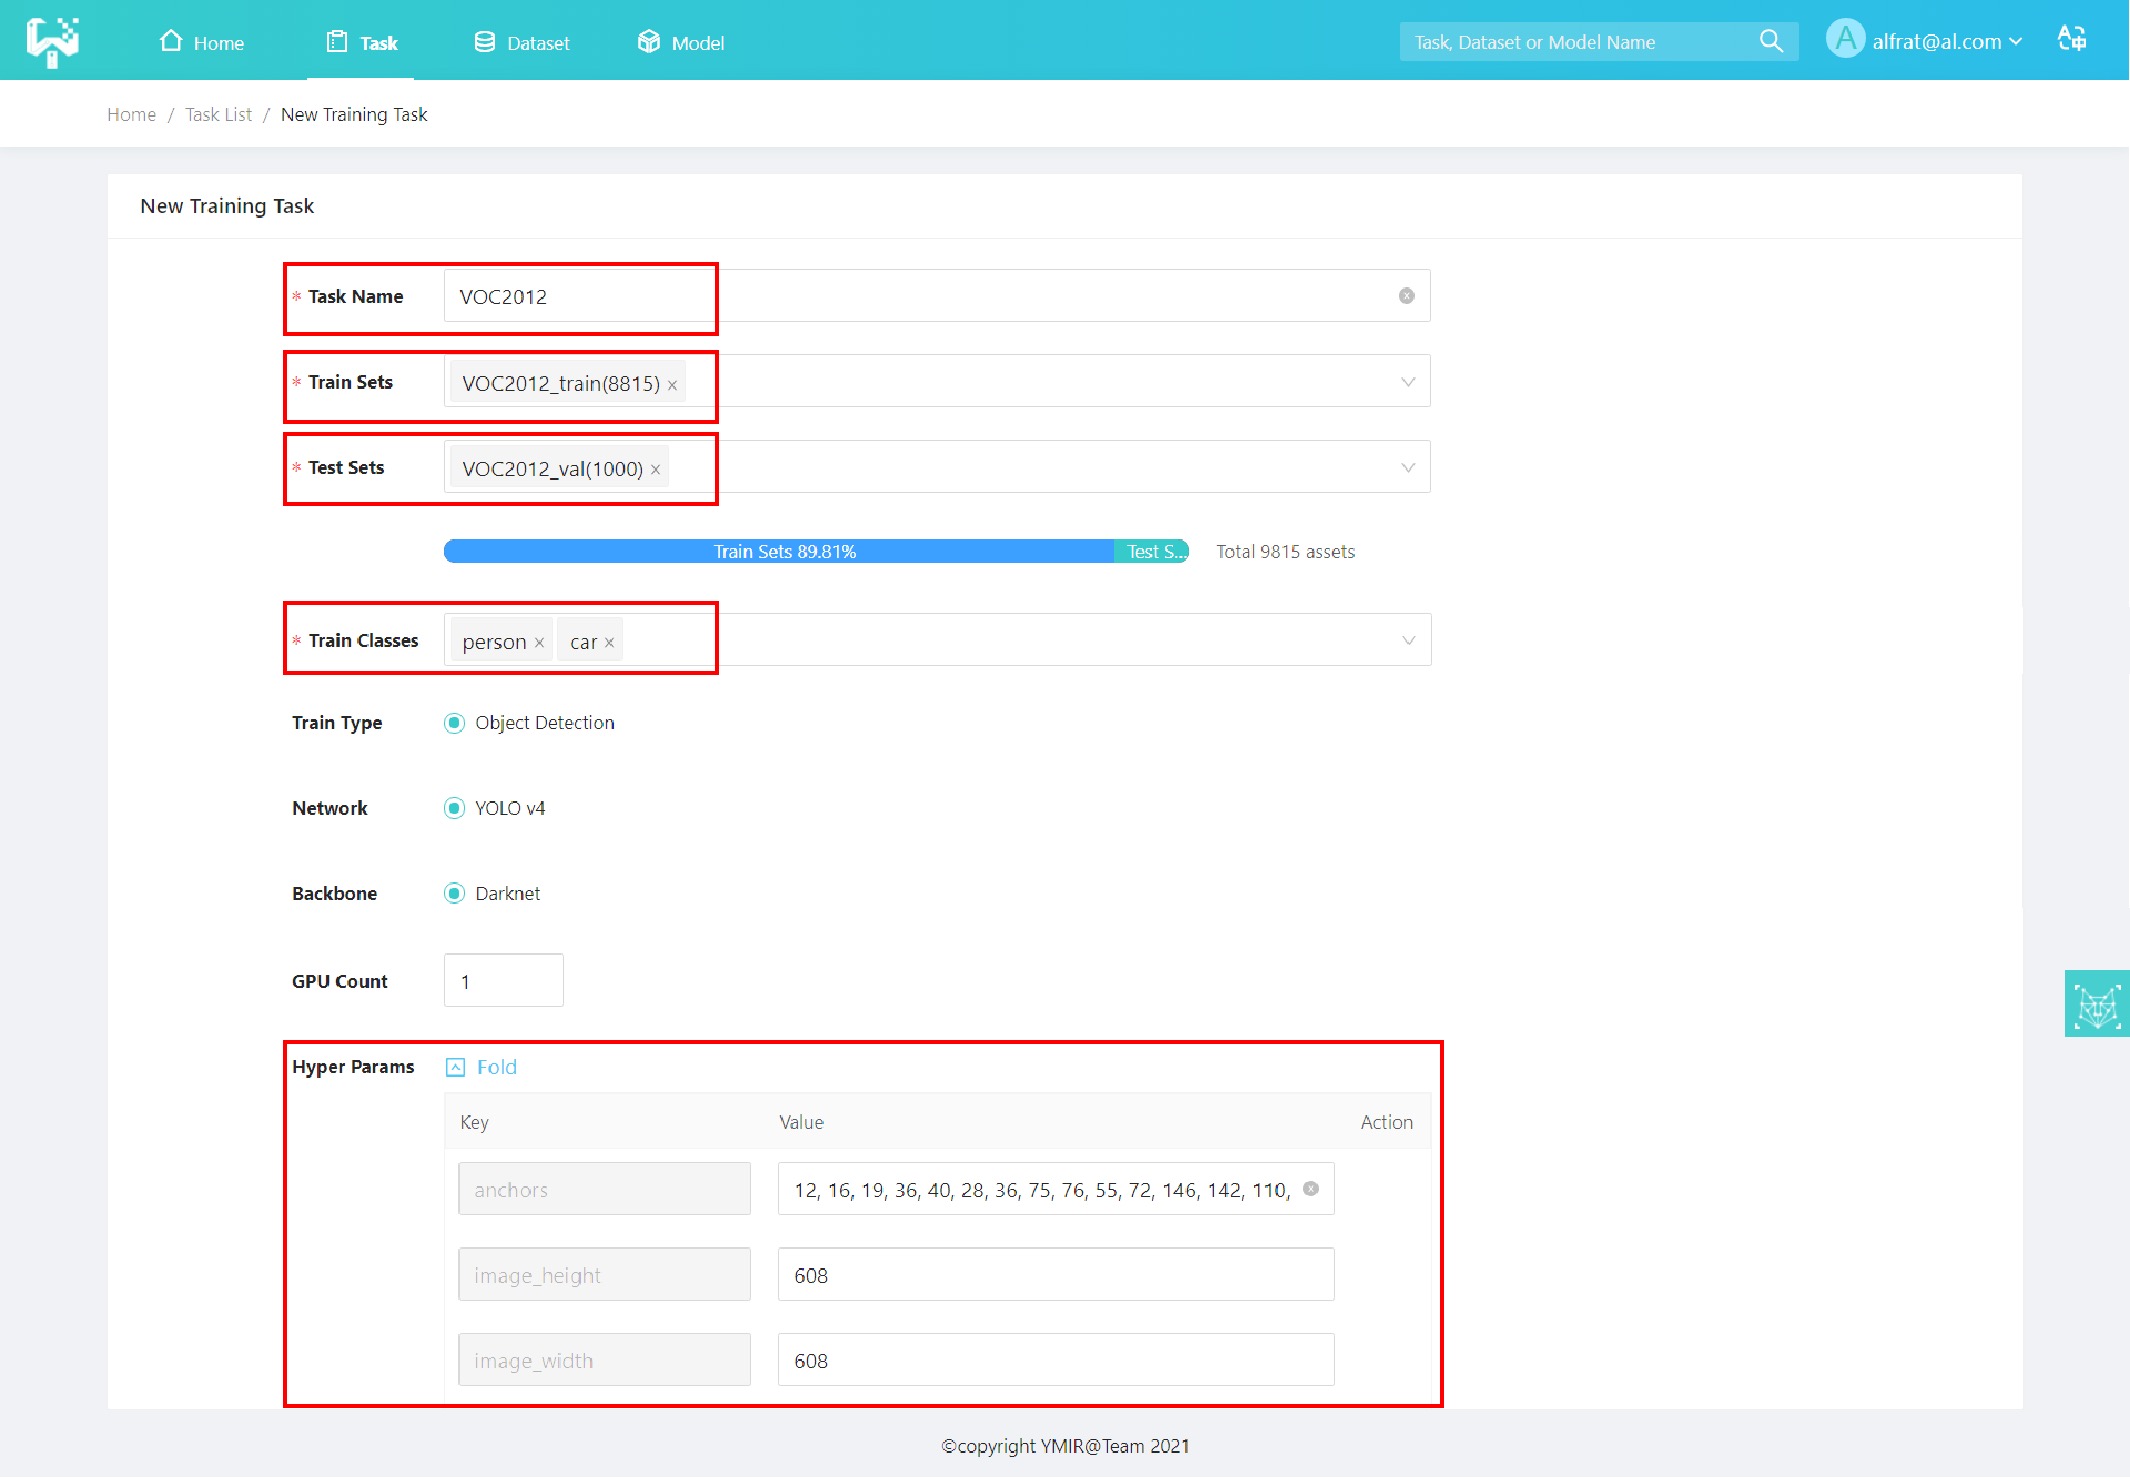 Home
Task
Dataset
Model
Task, Dataset or Model Name
A
alfrat@al.com
A中
Home / Task List / New Training Task
New Training Task
* Task Name
VOC2012
* Train Sets
VOC2012_train(8815) ×
* Test Sets
VOC2012_val(1000) ×
Train Sets 89.81%
Test S...
Total 9815 assets
* Train Classes
person ×
car ×
Train Type
Object Detection
Network
YOLO v4
Backbone
Darknet
GPU Count
1
Hyper Params
Fold
Key
Value
Action
anchors
12, 16, 19, 36, 40, 28, 36, 75, 76, 55, 72, 146, 142, 110,
image_height
608
image_width
608
©copyright YMIR@Team 2021